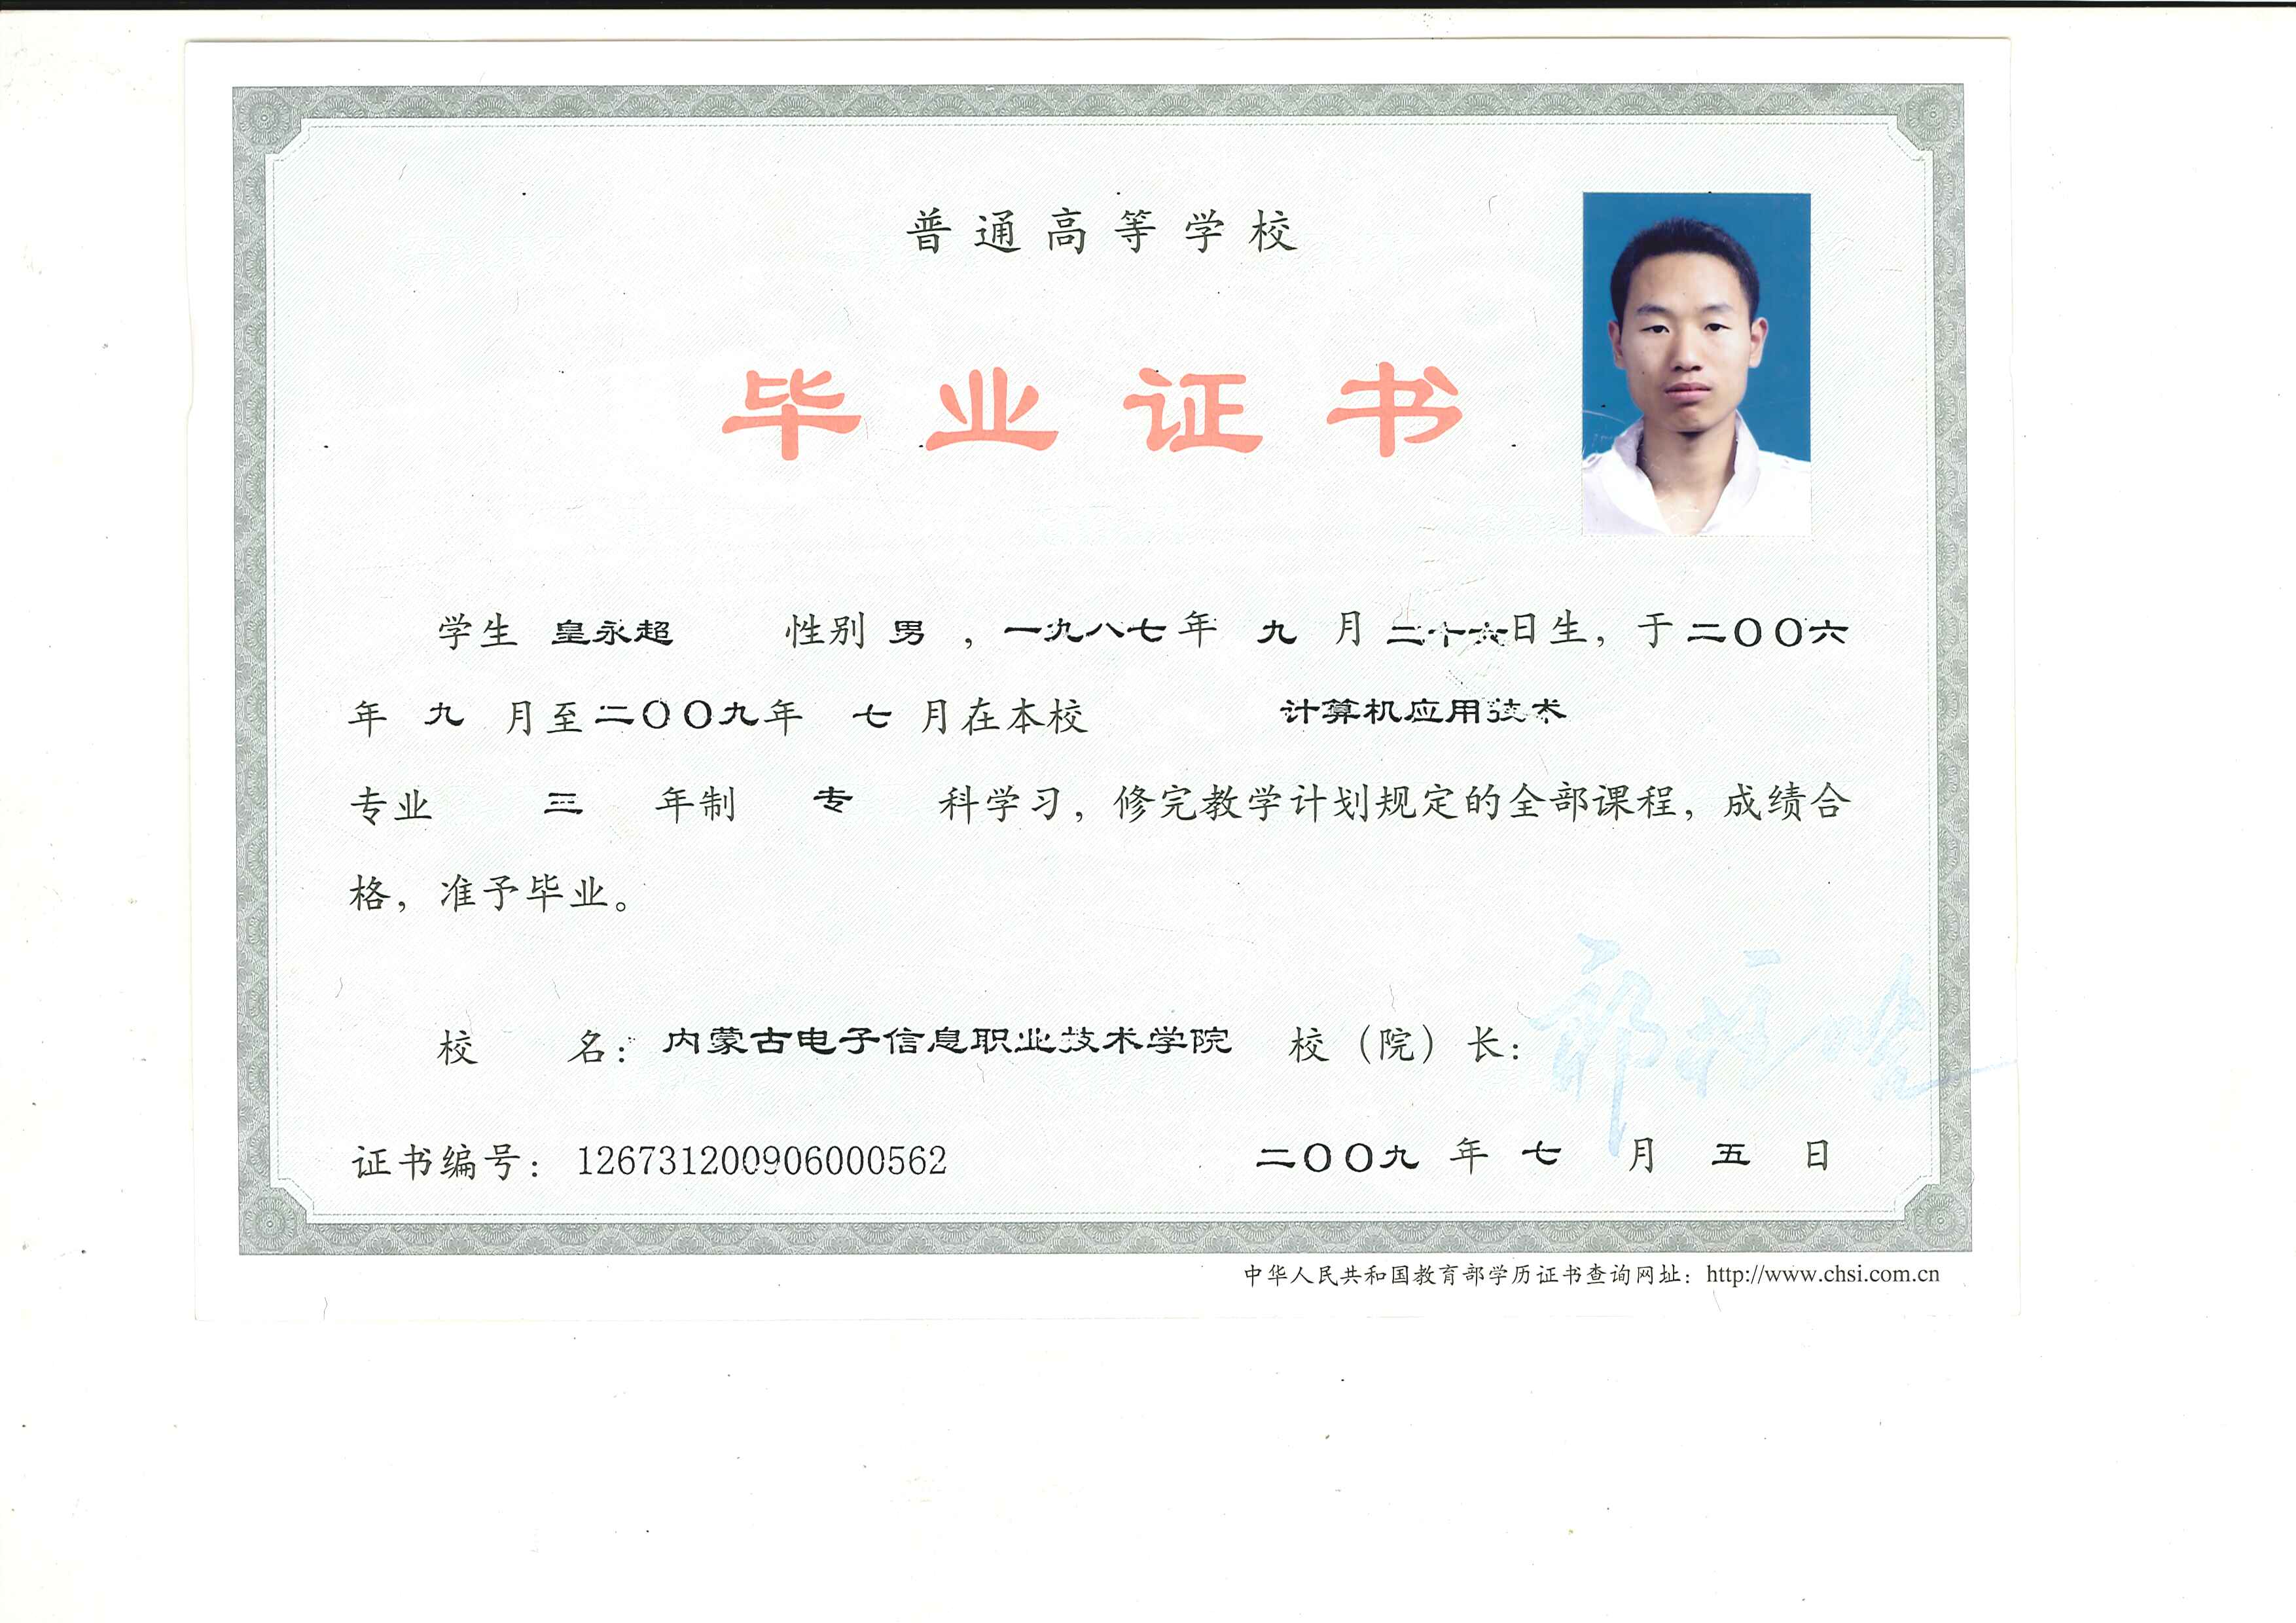 普通高等学校
毕业证书
学生 皇永超 性别 男 ，一九八七年 九 月 二十六日生，于二〇〇六
年 九 月至二〇〇九年 七 月在本校 计算机应用技术
专业 三 年制 专 科学习，修完教学计划规定的全部课程，成绩合
格，准予毕业。
校 名：内蒙古电子信息职业技术学院 校（院）长：
证书编号：126731200906000562 二〇〇九 年 七 月 五 日
中华人民共和国教育部学历证书查询网址：http://www.chsi.com.cn